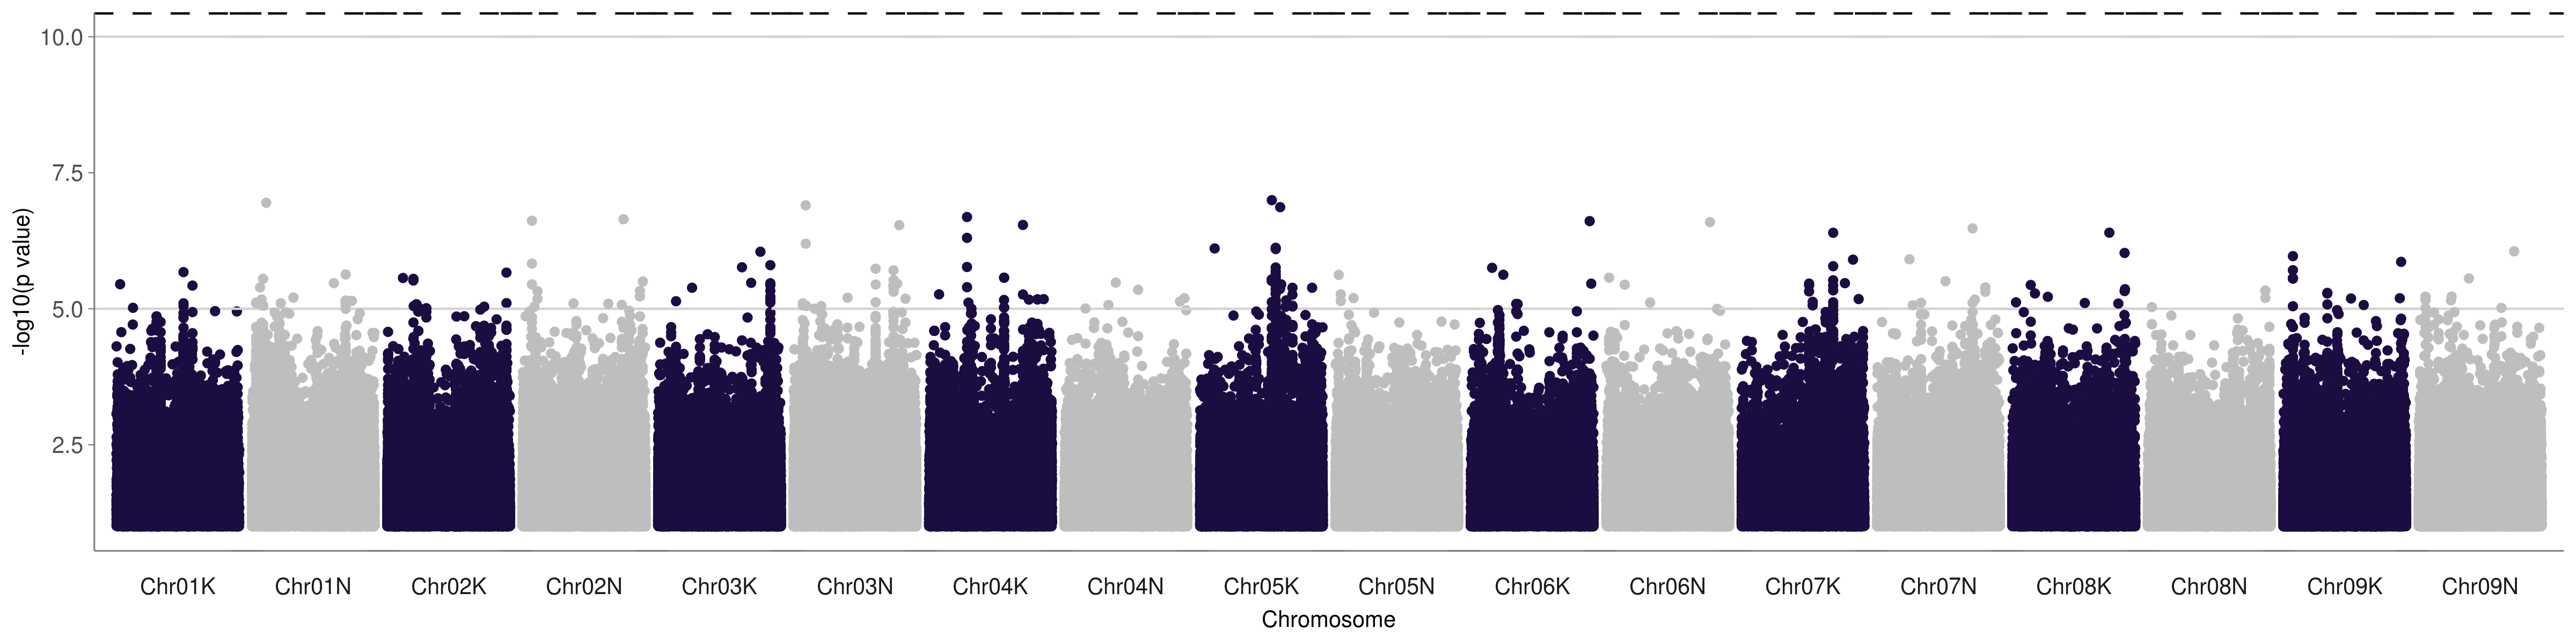 10.0
7.5
5.0
2.5
-log10(p value)
Chr01K Chr01N Chr02K Chr02N Chr03K Chr03N Chr04K Chr04N Chr05K Chr05N Chr06K Chr06N Chr07K Chr07N Chr08K Chr08N Chr09K Chr09N
Chromosome